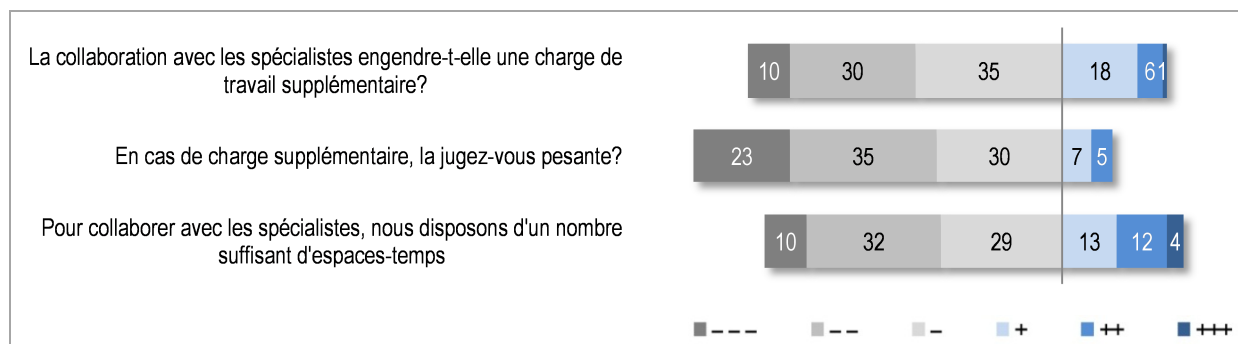 La collaboration avec les spécialistes engendre-t-elle une charge de
travail supplémentaire?
10 30 35 18 6 1
En cas de charge supplémentaire, la jugez-vous pesante?
23 35 30 7 5
Pour collaborer avec les spécialistes, nous disposons d'un nombre
suffisant d'espaces-temps
10 32 29 13 12 4
– – – – – – + ++ +++